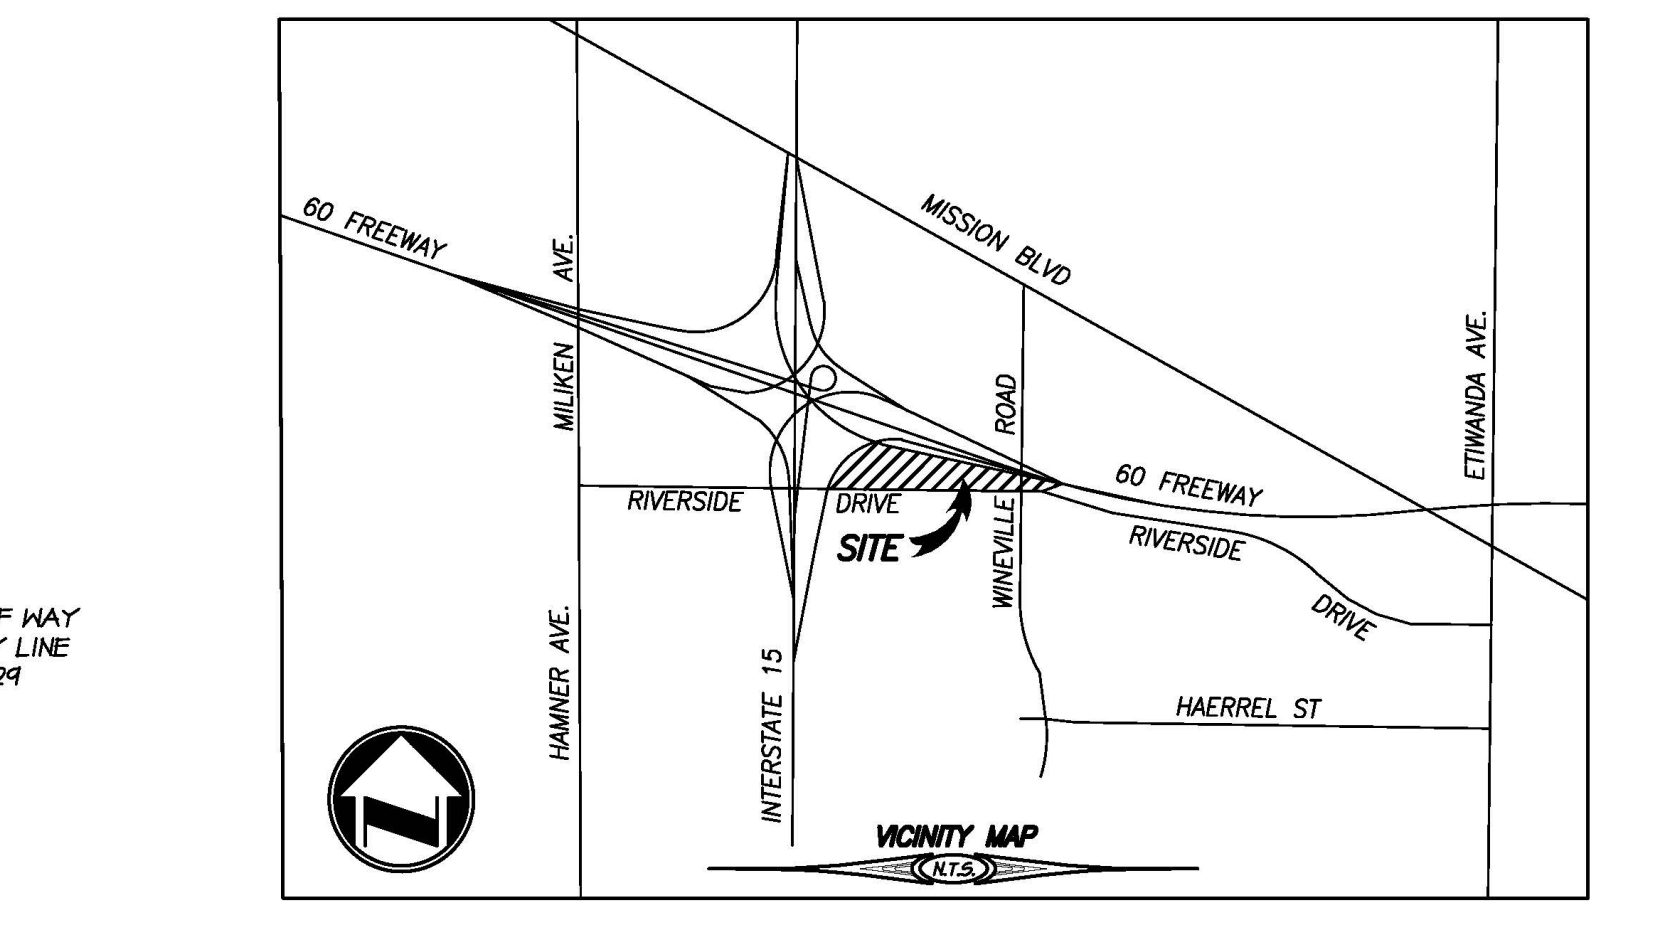 60 FREEWAY
MISSION BLVD
MILIKEN AVE.
ROAD
ETIWANDA AVE.
60 FREEWAY
RIVERSIDE
DRIVE
SITE
WINEVILLE
RIVERSIDE
DRIVE
F WAY
LINE
29
HAMNER AVE.
INTERSTATE 15
HAERREL ST
N
VICINITY MAP
N.T.S.